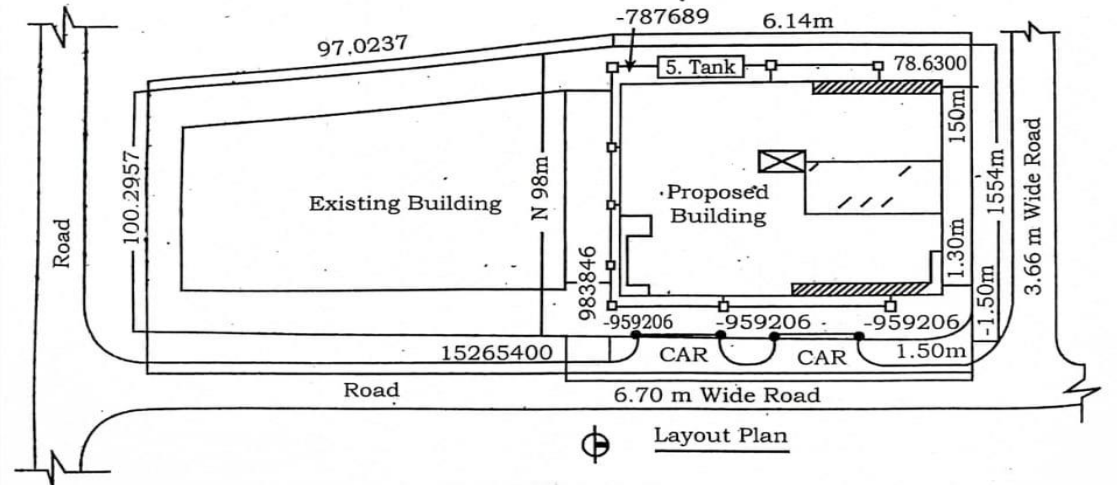 -787689
6.14m
97.0237
5. Tank
78.6300
150m
100.2957
Existing Building
N 98m
Proposed
Building
1554m
3.66 m Wide Road
Road
1.30m
983846
-1.50m
-959206
-959206
-959206
15265400
CAR
CAR
1.50m
Road
6.70 m Wide Road
Layout Plan